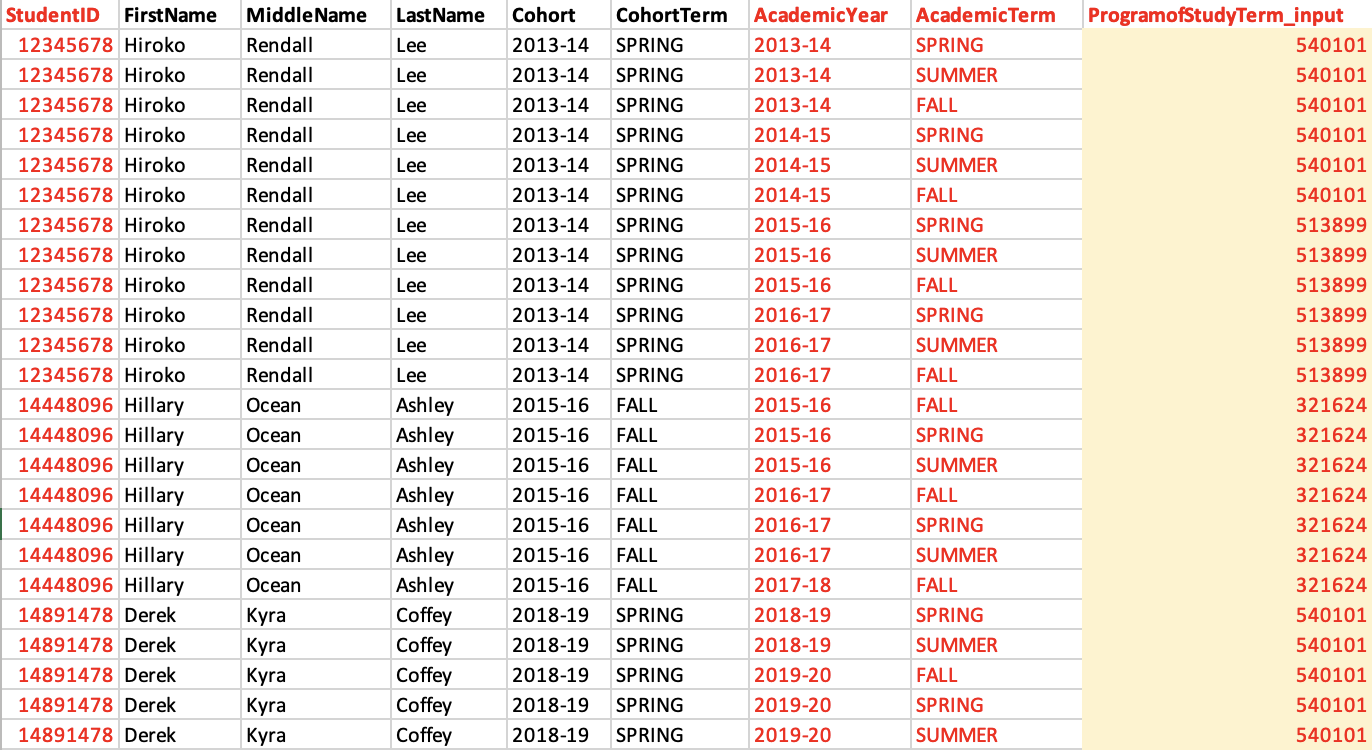 StudentID FirstName MiddleName LastName Cohort CohortTerm AcademicYear AcademicTerm ProgramofStudyTerm_input
12345678 Hiroko Rendall Lee 2013-14 SPRING 2013-14 SPRING 540101
12345678 Hiroko Rendall Lee 2013-14 SPRING 2013-14 SUMMER 540101
12345678 Hiroko Rendall Lee 2013-14 SPRING 2013-14 FALL 540101
12345678 Hiroko Rendall Lee 2013-14 SPRING 2014-15 SPRING 540101
12345678 Hiroko Rendall Lee 2013-14 SPRING 2014-15 SUMMER 540101
12345678 Hiroko Rendall Lee 2013-14 SPRING 2014-15 FALL 540101
12345678 Hiroko Rendall Lee 2013-14 SPRING 2015-16 SPRING 513899
12345678 Hiroko Rendall Lee 2013-14 SPRING 2015-16 SUMMER 513899
12345678 Hiroko Rendall Lee 2013-14 SPRING 2015-16 FALL 513899
12345678 Hiroko Rendall Lee 2013-14 SPRING 2016-17 SPRING 513899
12345678 Hiroko Rendall Lee 2013-14 SPRING 2016-17 SUMMER 513899
12345678 Hiroko Rendall Lee 2013-14 SPRING 2016-17 FALL 513899
14448096 Hillary Ocean Ashley 2015-16 FALL 2015-16 FALL 321624
14448096 Hillary Ocean Ashley 2015-16 FALL 2015-16 SPRING 321624
14448096 Hillary Ocean Ashley 2015-16 FALL 2015-16 SUMMER 321624
14448096 Hillary Ocean Ashley 2015-16 FALL 2016-17 FALL 321624
14448096 Hillary Ocean Ashley 2015-16 FALL 2016-17 SPRING 321624
14448096 Hillary Ocean Ashley 2015-16 FALL 2016-17 SUMMER 321624
14448096 Hillary Ocean Ashley 2015-16 FALL 2017-18 FALL 321624
14891478 Derek Kyra Coffey 2018-19 SPRING 2018-19 SPRING 540101
14891478 Derek Kyra Coffey 2018-19 SPRING 2018-19 SUMMER 540101
14891478 Derek Kyra Coffey 2018-19 SPRING 2019-20 FALL 540101
14891478 Derek Kyra Coffey 2018-19 SPRING 2019-20 SPRING 540101
14891478 Derek Kyra Coffey 2018-19 SPRING 2019-20 SUMMER 540101